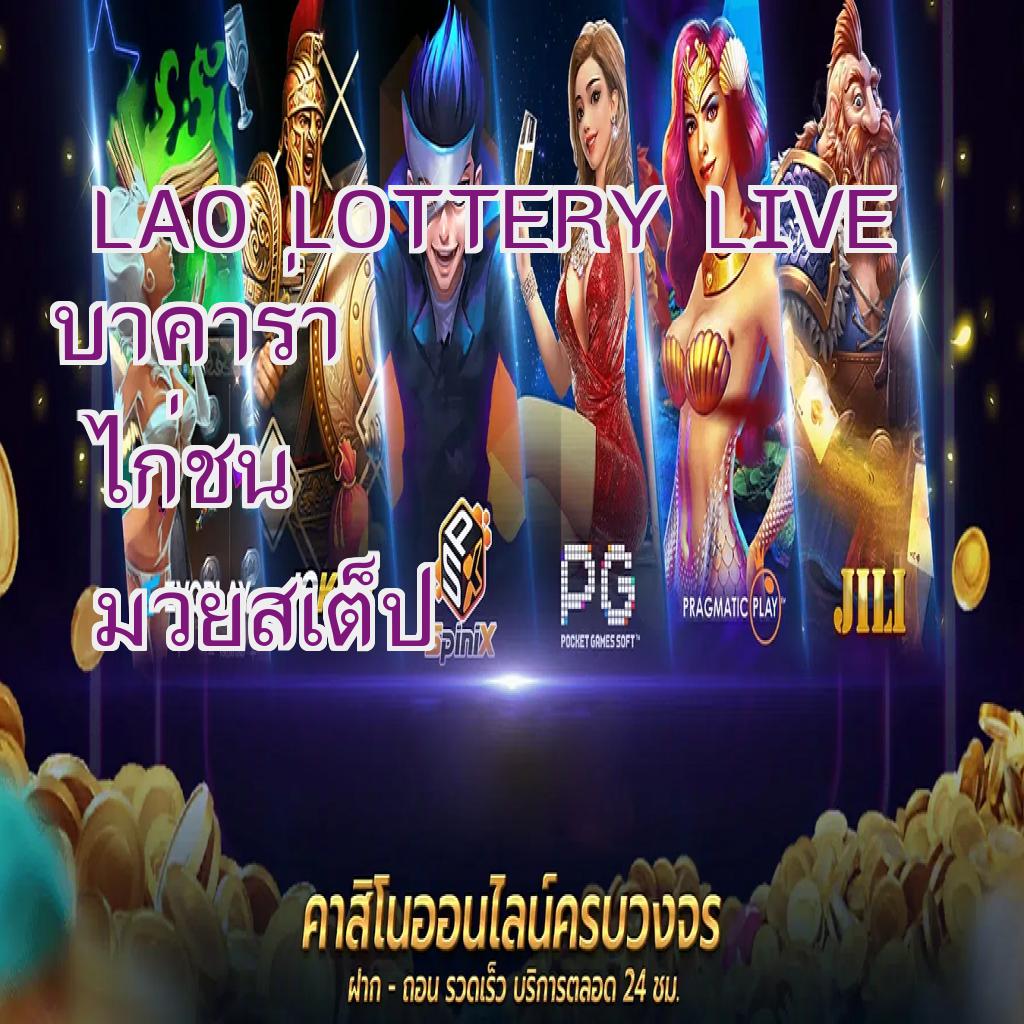 LAO LOTTERY LIVE
บาคาร่า
ไก่ชน
มวยสเต็ป
SpiniX
PG
POCKET GAMES SOFT™
PRAGMATIC PLAY™
JILI
คาสิโนออนไลน์ครบวงจร
ฝาก - ถอน รวดเร็ว บริการตลอด 24 ชม.